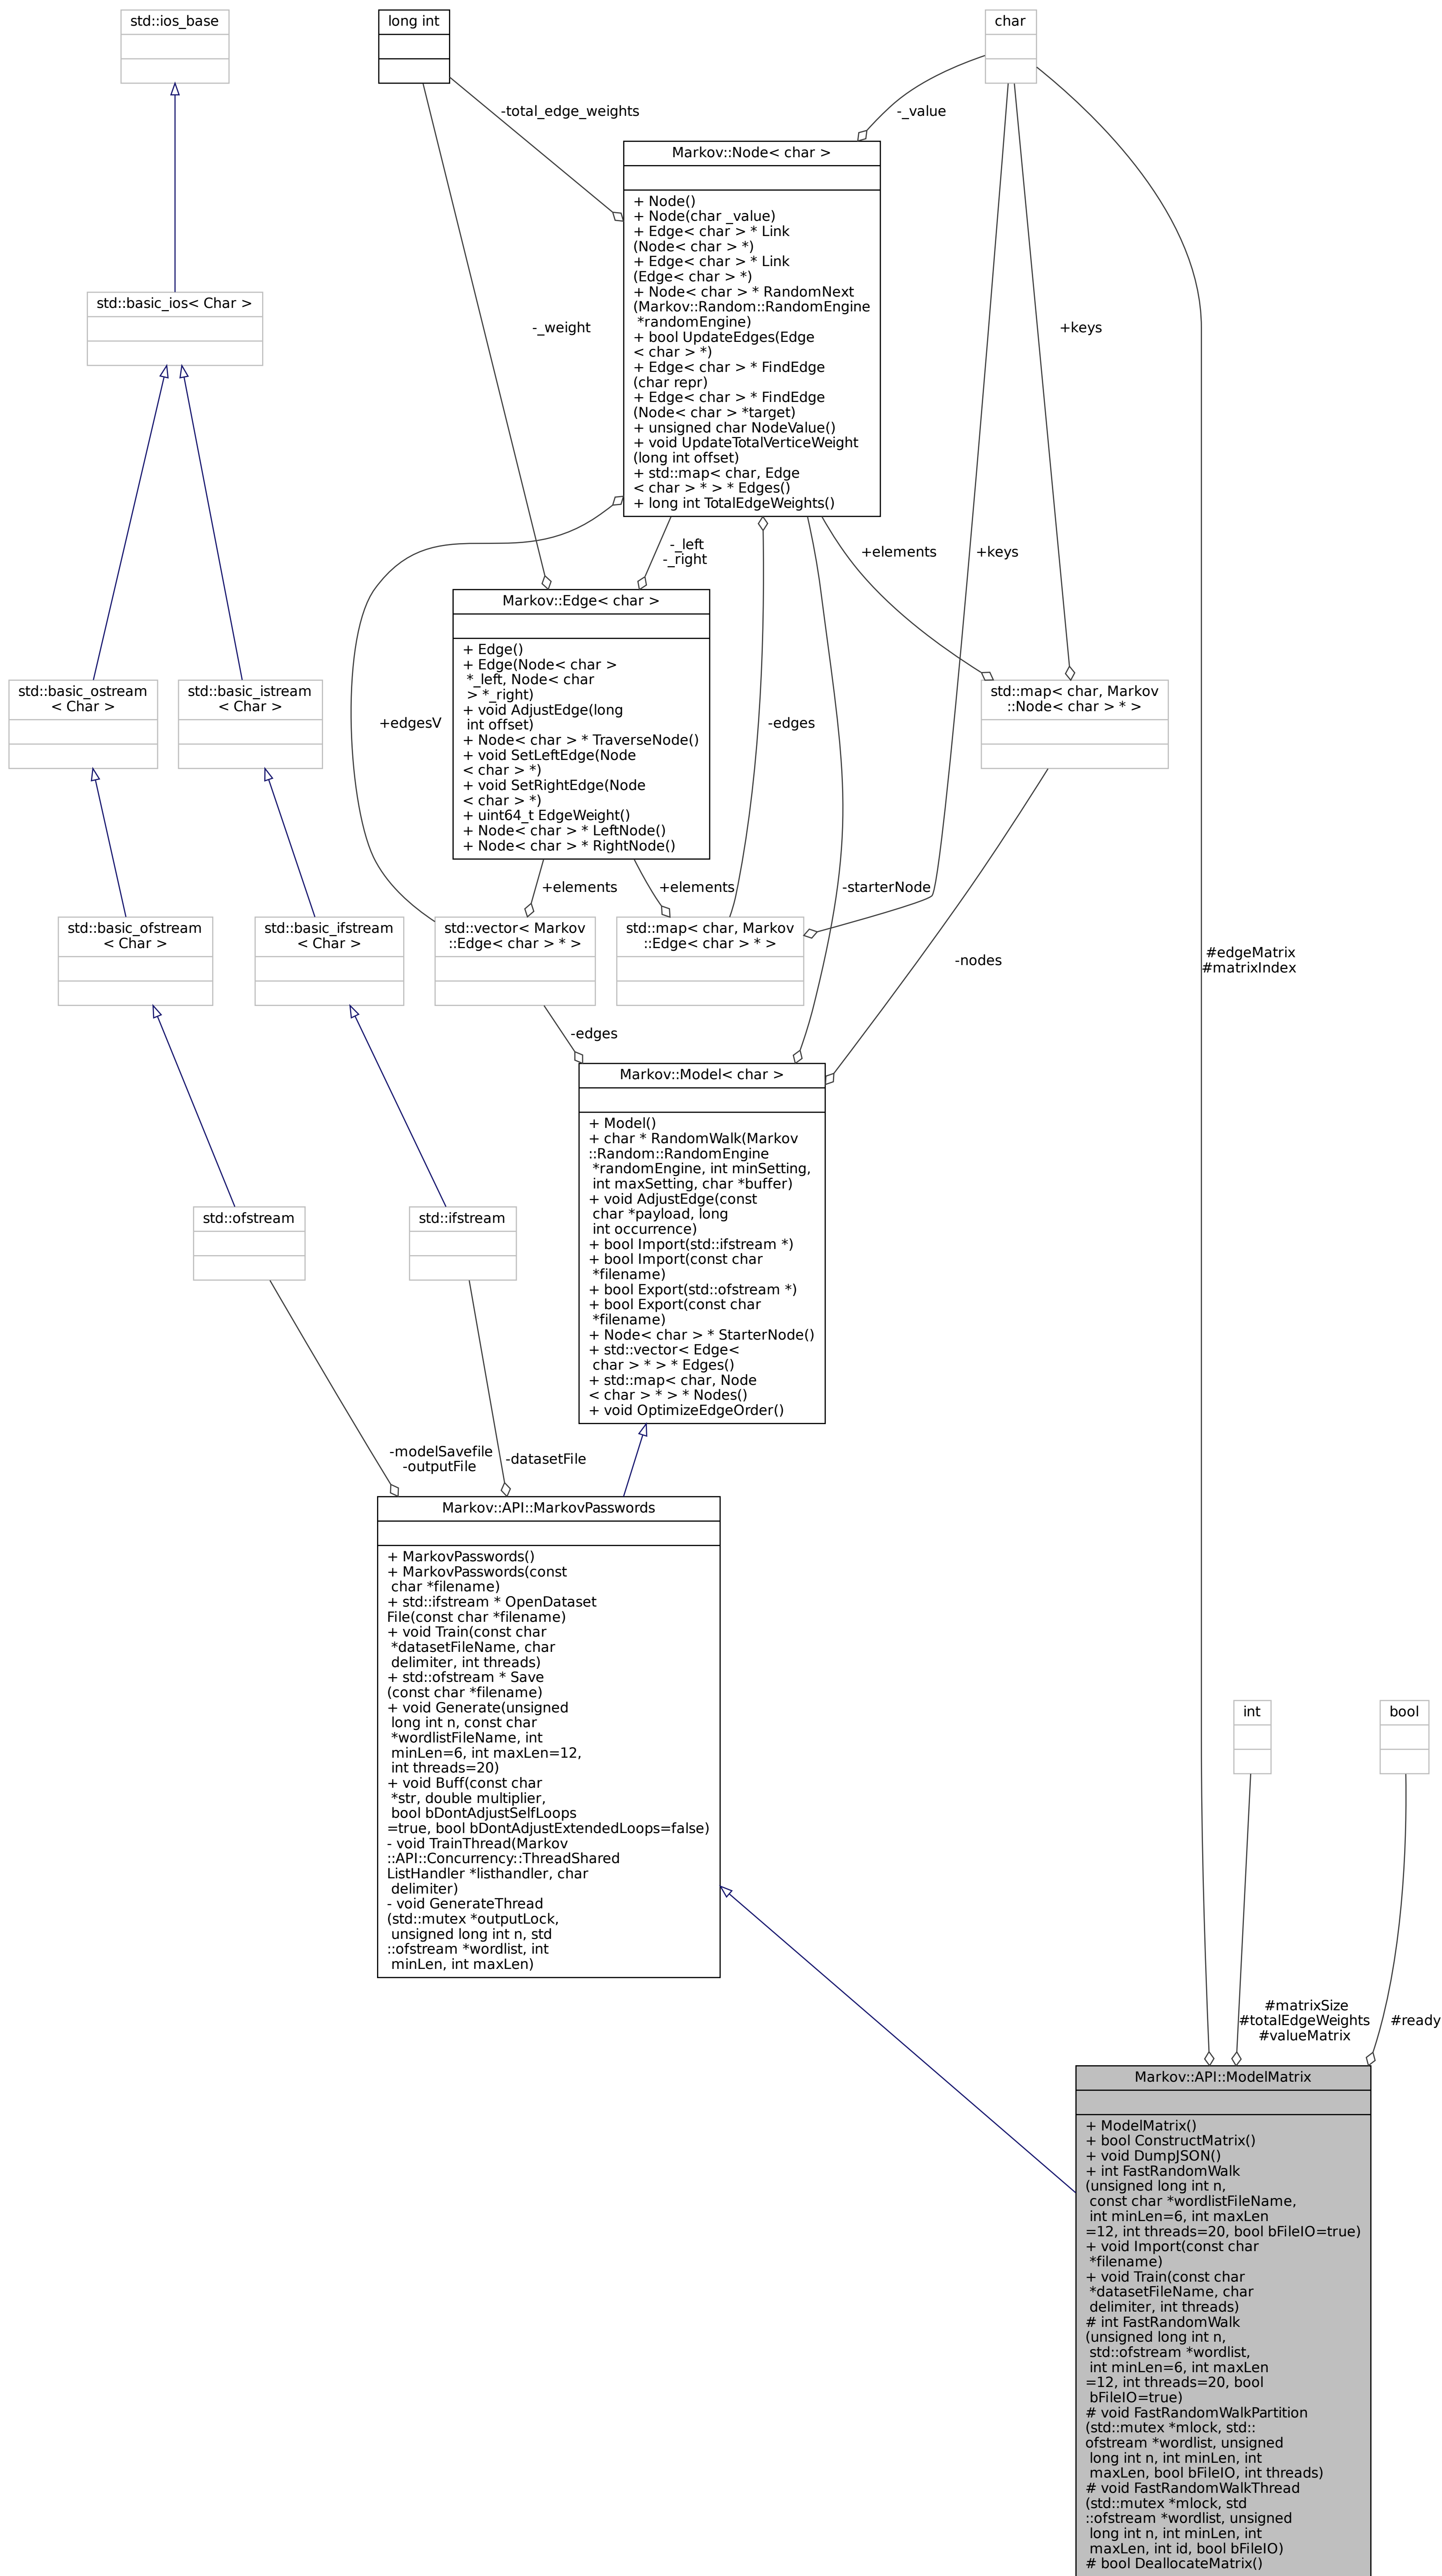 std::ios_base
long int
char
-total_edge_weights
-_value
Markov::Node< char >
+ Node()
+ Node(char _value)
+ Edge< char > * Link
(Node< char > *)
+ Edge< char > * Link
(Edge< char > *)
+ Node< char > * RandomNext
(Markov::Random::RandomEngine
*randomEngine)
+ bool UpdateEdges(Edge
< char > *)
+ Edge< char > * FindEdge
(char repr)
+ Edge< char > * FindEdge
(Node< char > *target)
+ unsigned char NodeValue()
+ void UpdateTotalVerticeWeight
(long int offset)
+ std::map< char, Edge
< char > * > * Edges()
+ long int TotalEdgeWeights()
std::basic_ios< Char >
-_weight
+keys
-_left
-_right
+elements
+keys
Markov::Edge< char >
+ Edge()
+ Edge(Node< char >
*_left, Node< char
> *_right)
+ void AdjustEdge(long
int offset)
+ Node< char > * TraverseNode()
+ void SetLeftEdge(Node
< char > *)
+ void SetRightEdge(Node
< char > *)
+ uint64_t EdgeWeight()
+ Node< char > * LeftNode()
+ Node< char > * RightNode()
std::basic_ostream
< Char >
std::basic_istream
< Char >
std::map< char, Markov
::Node< char > * >
+edgesV
-edges
+elements
+elements
-starterNode
std::basic_ofstream
< Char >
std::basic_ifstream
< Char >
std::vector< Markov
::Edge< char > * >
std::map< char, Markov
::Edge< char > * >
-nodes
#edgeMatrix
#matrixIndex
-edges
Markov::Model< char >
+ Model()
+ char * RandomWalk(Markov
::Random::RandomEngine
*randomEngine, int minSetting,
int maxSetting, char *buffer)
+ void AdjustEdge(const
char *payload, long
int occurrence)
+ bool Import(std::ifstream *)
+ bool Import(const char
*filename)
+ bool Export(std::ofstream *)
+ bool Export(const char
*filename)
+ Node< char > * StarterNode()
+ std::vector< Edge<
char > * > * Edges()
+ std::map< char, Node
< char > * > * Nodes()
+ void OptimizeEdgeOrder()
std::ofstream
std::ifstream
-modelSavefile
-outputFile
-datasetFile
Markov::API::MarkovPasswords
+ MarkovPasswords()
+ MarkovPasswords(const
char *filename)
+ std::ifstream * OpenDataset
File(const char *filename)
+ void Train(const char
*datasetFileName, char
delimiter, int threads)
+ std::ofstream * Save
(const char *filename)
+ void Generate(unsigned
long int n, const char
*wordlistFileName, int
minLen=6, int maxLen=12,
int threads=20)
+ void Buff(const char
*str, double multiplier,
bool bDontAdjustSelfLoops
=true, bool bDontAdjustExtendedLoops=false)
- void TrainThread(Markov
::API::Concurrency::ThreadShared
ListHandler *listhandler, char
delimiter)
- void GenerateThread
(std::mutex *outputLock,
unsigned long int n, std
::ofstream *wordlist, int
minLen, int maxLen)
int
bool
#matrixSize
#totalEdgeWeights
#valueMatrix
#ready
Markov::API::ModelMatrix
+ ModelMatrix()
+ bool ConstructMatrix()
+ void DumpJSON()
+ int FastRandomWalk
(unsigned long int n,
const char *wordlistFileName,
int minLen=6, int maxLen
=12, int threads=20, bool bFileIO=true)
+ void Import(const char
*filename)
+ void Train(const char
*datasetFileName, char
delimiter, int threads)
# int FastRandomWalk
(unsigned long int n,
std::ofstream *wordlist,
int minLen=6, int maxLen
=12, int threads=20, bool
bFileIO=true)
# void FastRandomWalkPartition
(std::mutex *mlock, std::
ofstream *wordlist, unsigned
long int n, int minLen, int
maxLen, bool bFileIO, int threads)
# void FastRandomWalkThread
(std::mutex *mlock, std
::ofstream *wordlist, unsigned
long int n, int minLen, int
maxLen, int id, bool bFileIO)
# bool DeallocateMatrix()